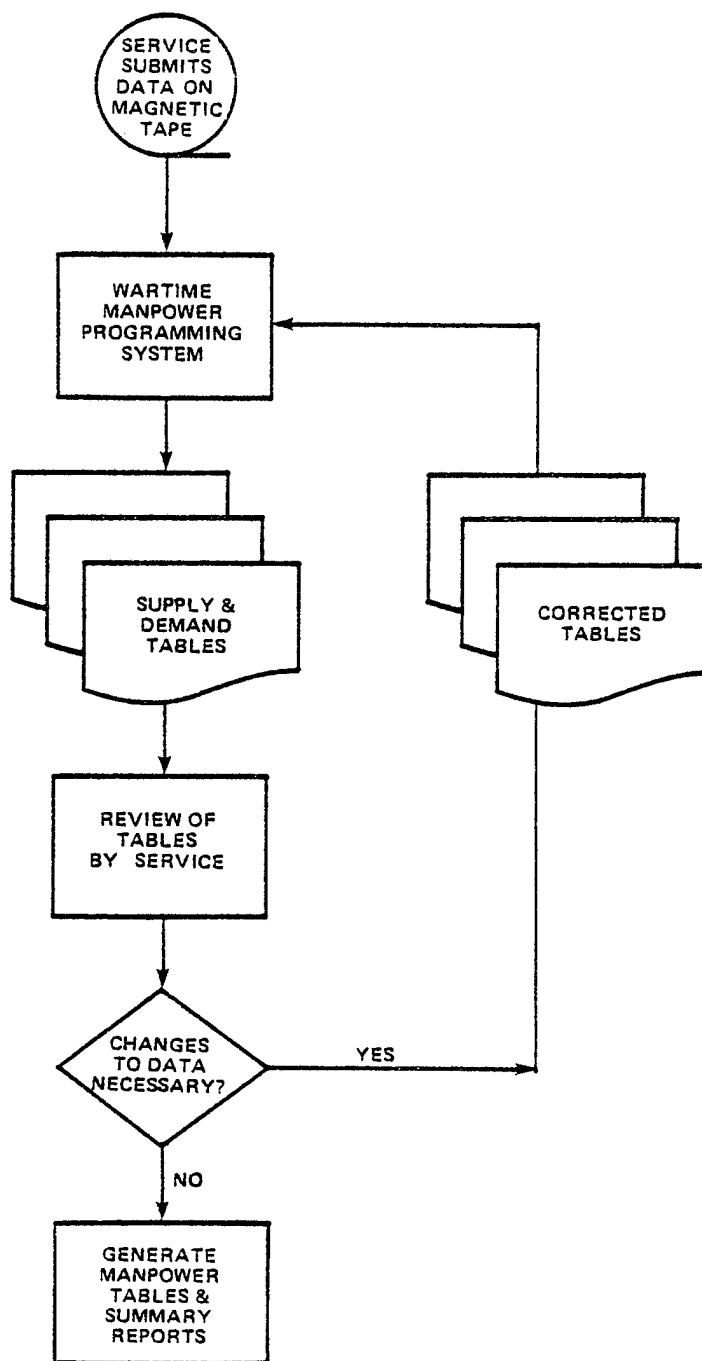 SERVICE
SUBMITS
DATA ON
MAGNETIC
TAPE
WARTIME
MANPOWER
PROGRAMMING
SYSTEM
SUPPLY &
DEMAND
TABLES
CORRECTED
TABLES
REVIEW OF
TABLES
BY SERVICE
CHANGES
TO DATA
NECESSARY?
YES
NO
GENERATE
MANPOWER
TABLES &
SUMMARY
REPORTS